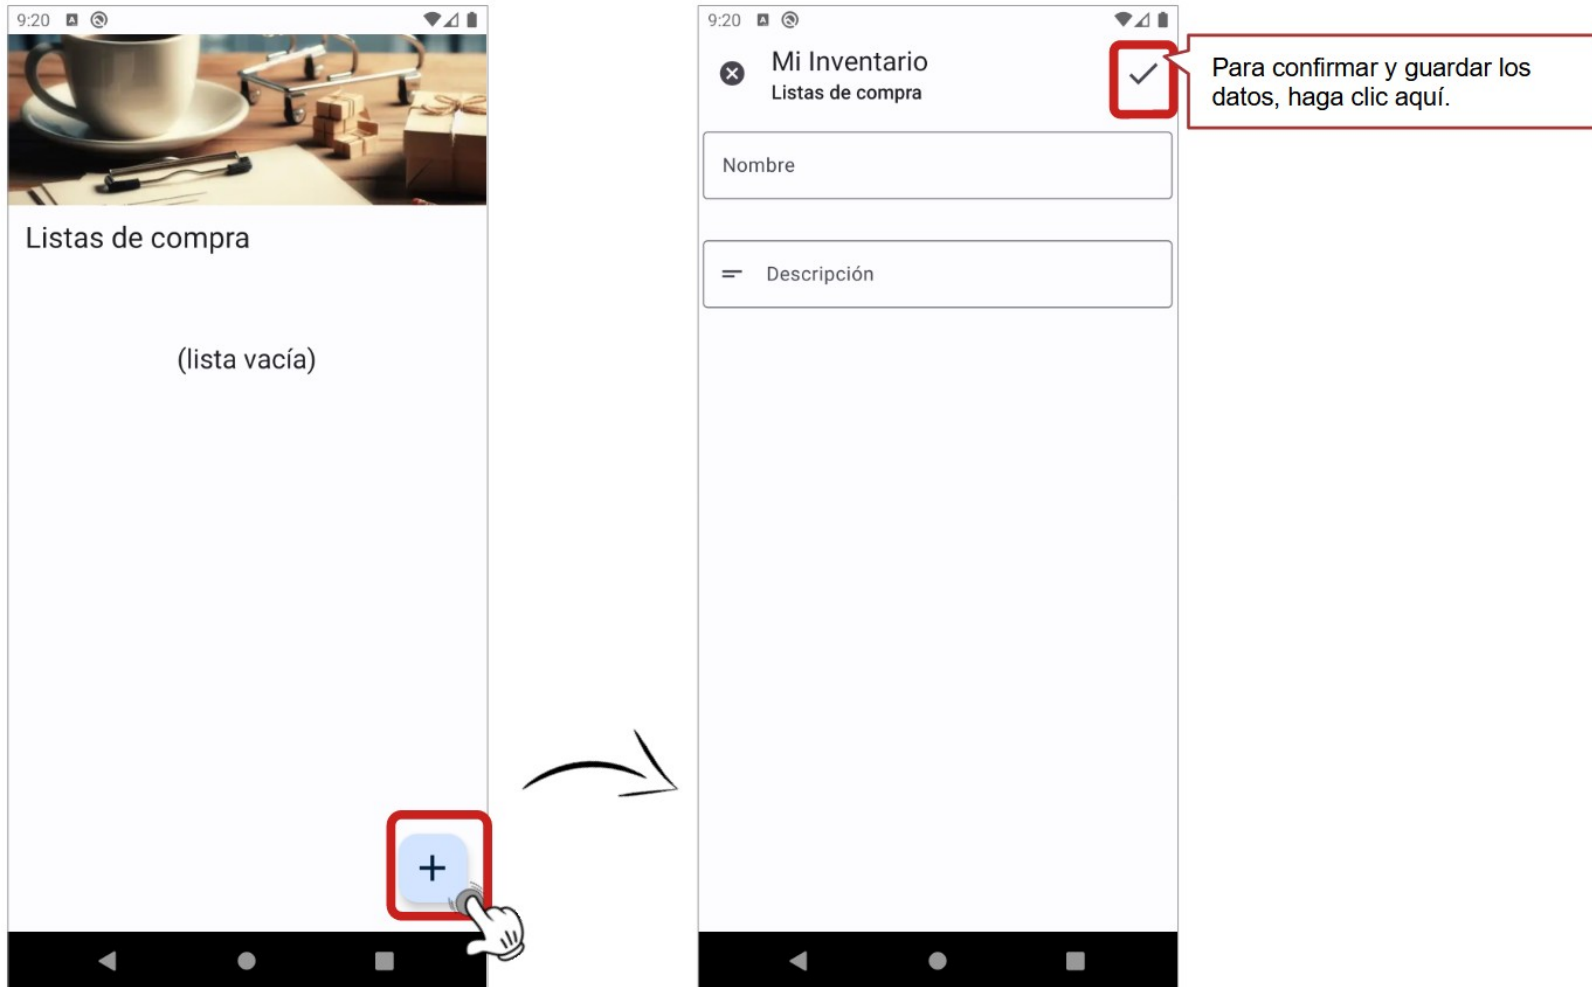 9:20
Listas de compra
(lista vacía)
9:20
Mi Inventario
Listas de compra
Nombre
Descripción
Para confirmar y guardar los
datos, haga clic aquí.